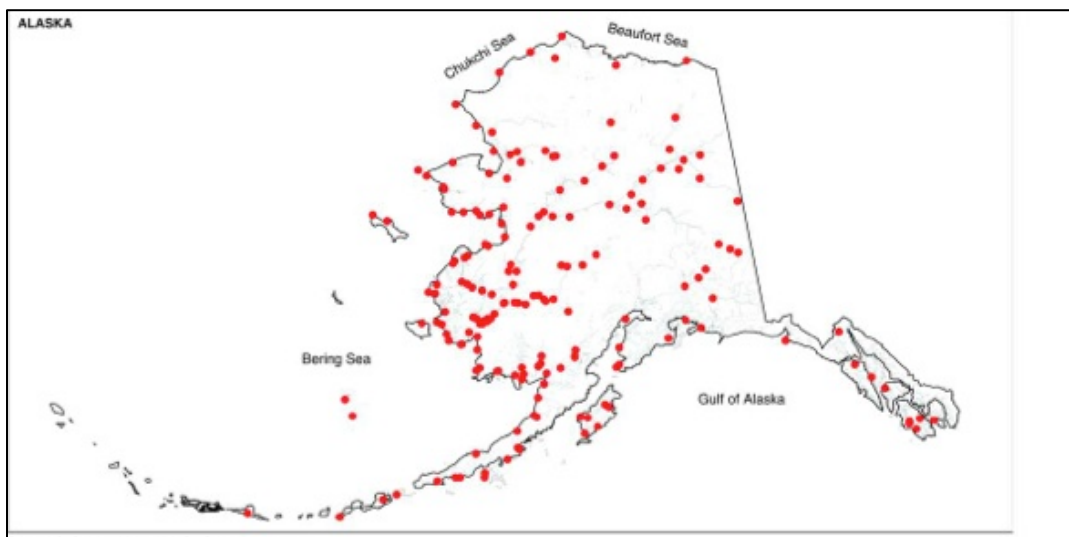 ALASKA
Beaufort Sea
Chukchi Sea
Bering Sea
Gulf of Alaska